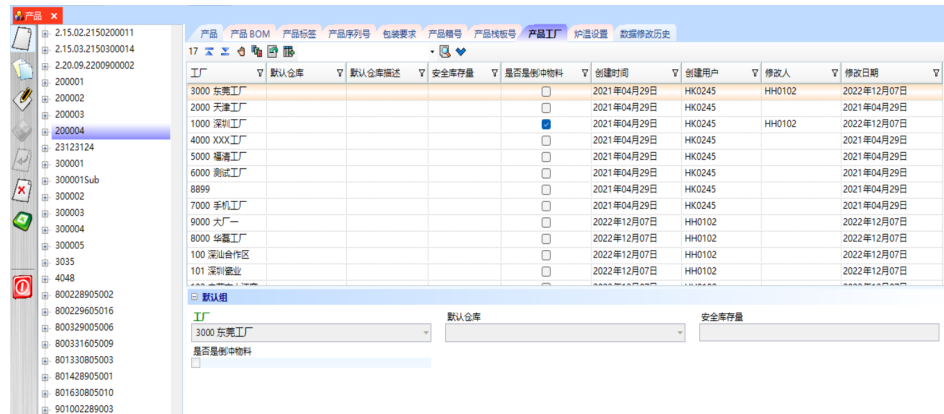 产品
2.15.02.2150200011
2.15.03.2150300014
2.20.09.2200900002
200001
200002
200003
200004
23123124
300001
300001Sub
300002
300003
300004
300005
3035
4048
800228905002
800229605016
800329005006
800331605009
801330805003
801428905001
801630805010
901002289003
产品 产品 BOM 产品标签 产品序列号 包装要求 产品箱号 产品栈板号 产品工厂 炉温设置 数据修改历史
17
工厂 默认仓库 默认仓库描述 安全库存量 是否是倒冲物料 创建时间 创建用户 修改人 修改日期
3000 东莞工厂 2021年04月29日 HK0245 HH0102 2022年12月07日
2000 天津工厂 2021年04月29日 HK0245 2021年04月29日
1000 深圳工厂 2021年04月29日 HK0245 HH0102 2022年12月07日
4000 XXX工厂 2021年04月29日 HK0245 2021年04月29日
5000 福清工厂 2021年04月29日 HK0245 2021年04月29日
6000 测试工厂 2021年04月29日 HK0245 2021年04月29日
8899 2021年04月29日 HK0245 2021年04月29日
7000 手机工厂 2021年04月29日 HK0245 2021年04月29日
9000 大厂一 2022年12月07日 HH0102 2022年12月07日
8000 华磊工厂 2022年12月07日 HH0102 2022年12月07日
100 深汕合作区 2022年12月07日 HH0102 2022年12月07日
101 深圳瓷业 2022年12月07日 HH0102 2022年12月07日
默认组
工厂 默认仓库 安全库存量
3000 东莞工厂
是否是倒冲物料